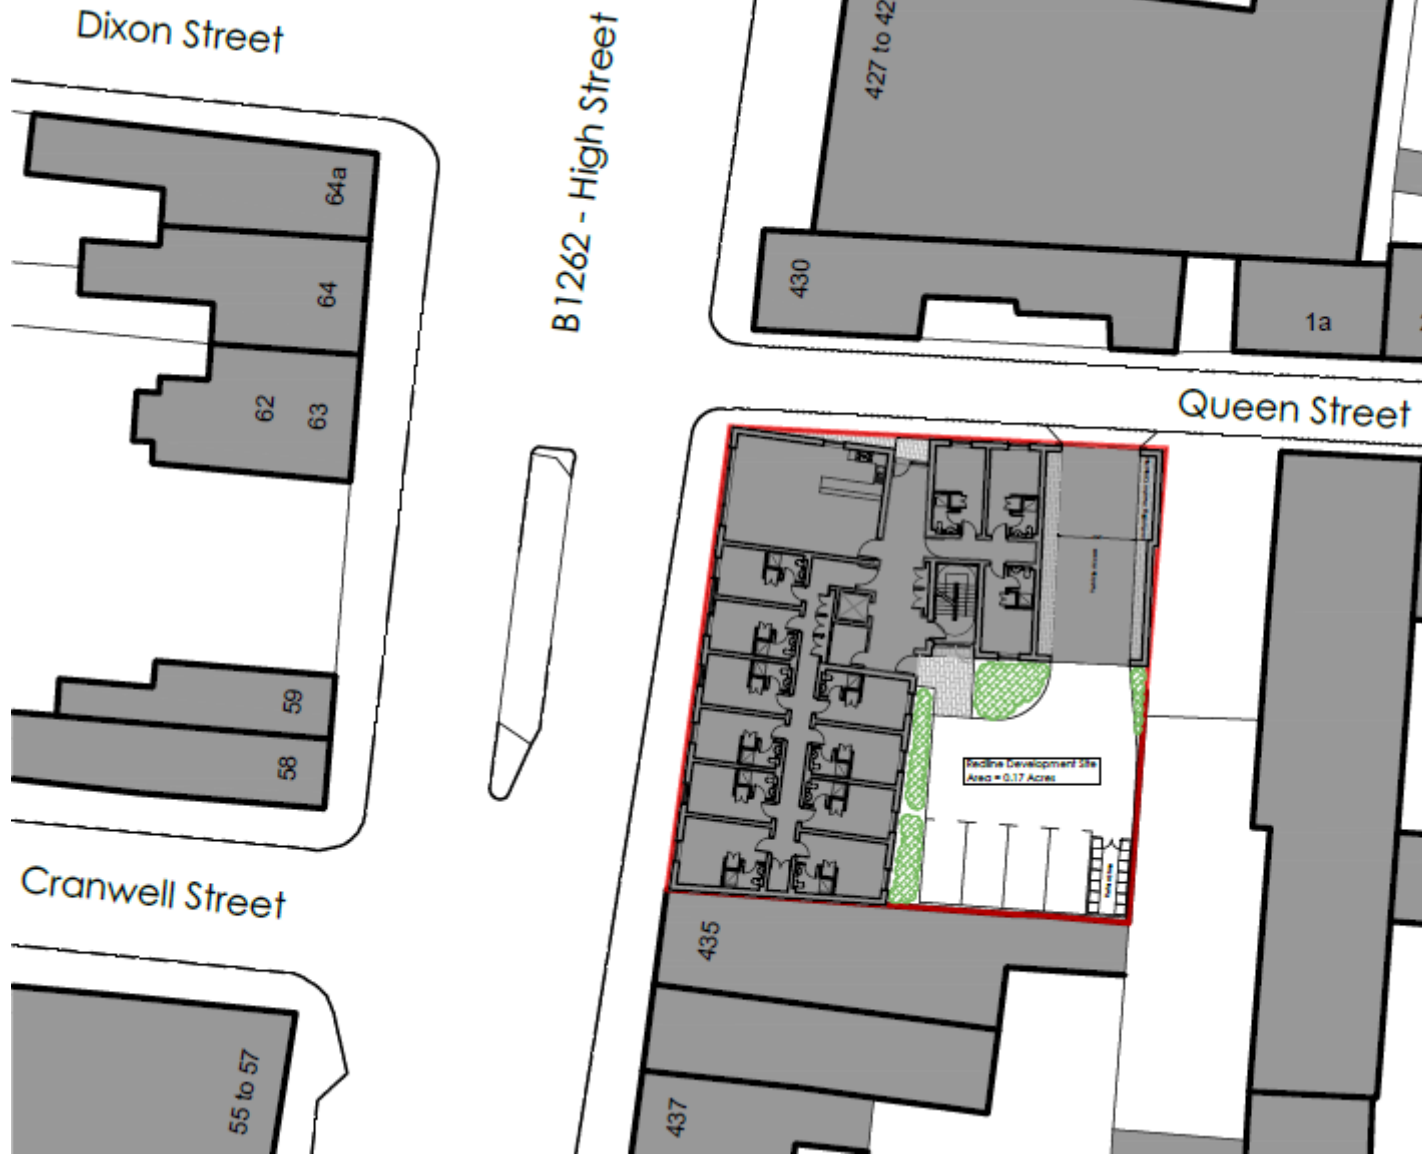 Dixon Street
B1262 - High Street
427 to 42
64a
64
62
63
430
1a
Queen Street
59
58
Redline Development Site
Area = 0.17 Acres
Cranwell Street
435
55 to 57
437